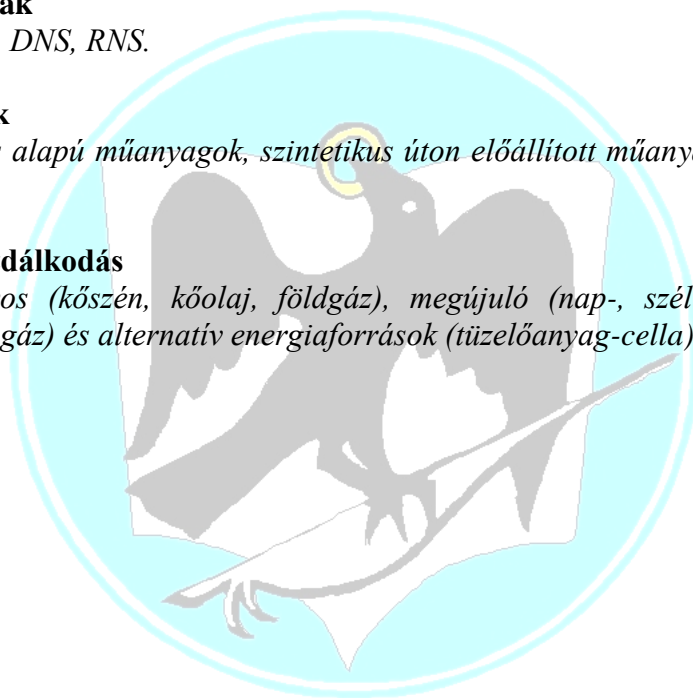 ak
DNS, RNS.
k
alapú műanyagok, szintetikus úton előállított műany
dálkodás
os (kőszén, kőolaj, földgáz), megújuló (nap-, szél
gáz) és alternatív energiaforrások (tüzelőanyag-cella)